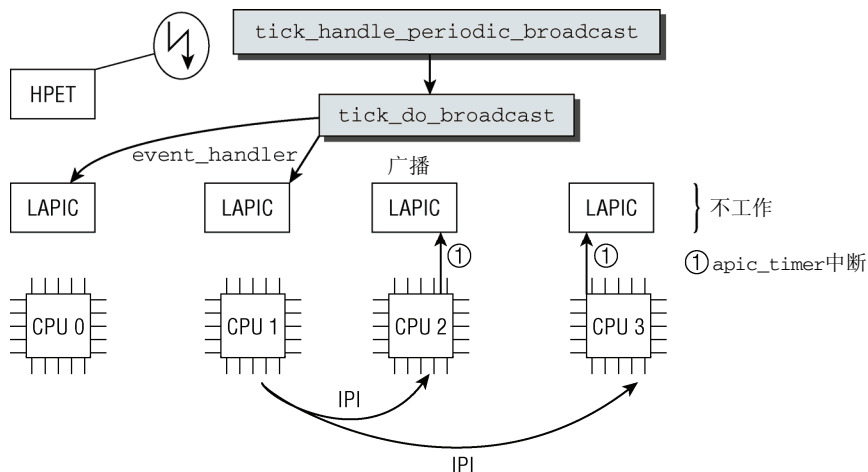 tick_handle_periodic_broadcast
HPET
tick_do_broadcast
event_handler
广播
LAPIC
LAPIC
LAPIC
LAPIC
不工作
①
①
①apic_timer中断
CPU 0
CPU 1
CPU 2
CPU 3
IPI
IPI